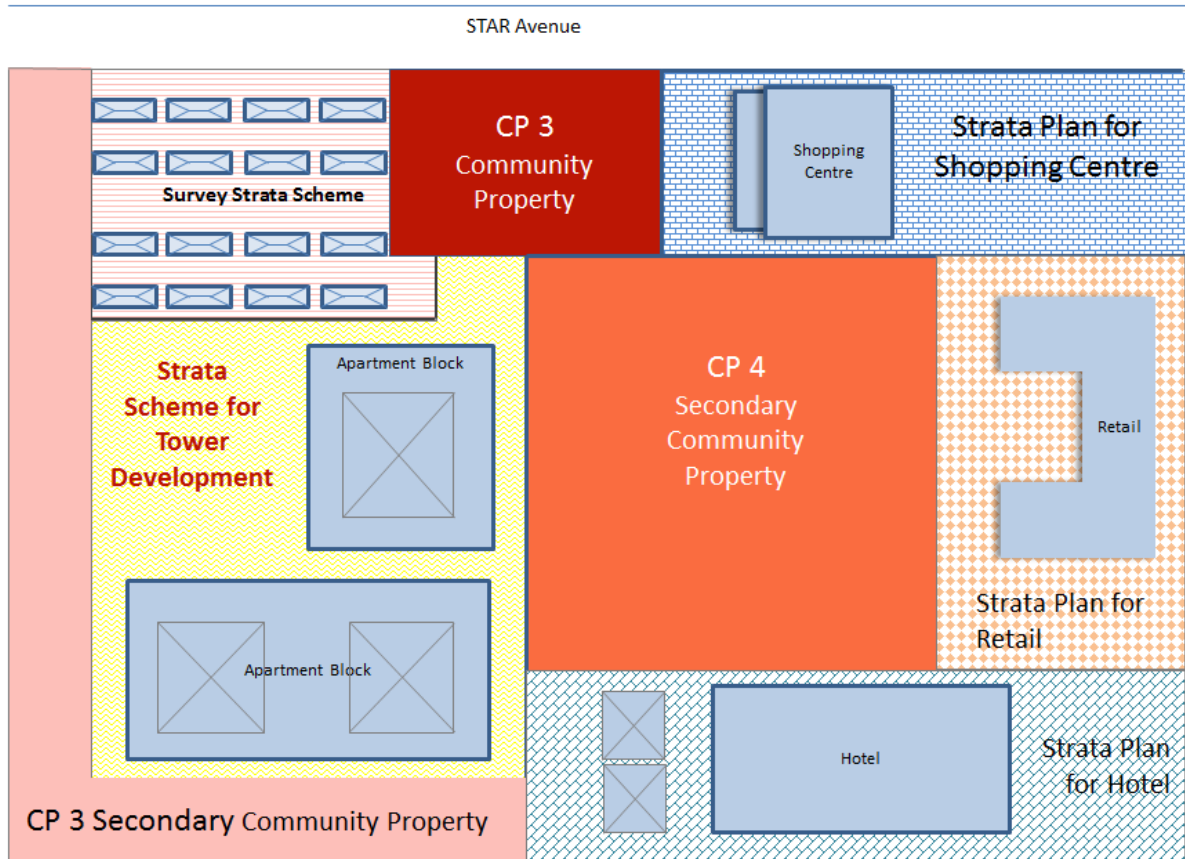 STAR Avenue
CP 3
Community
Property
Strata Plan for
Shopping Centre
Shopping
Centre
Survey Strata Scheme
Strata
Scheme for
Tower
Development
Apartment Block
CP 4
Secondary
Community
Property
Retail
Strata Plan for
Retail
Apartment Block
Hotel
Strata Plan
for Hotel
CP 3 Secondary Community Property